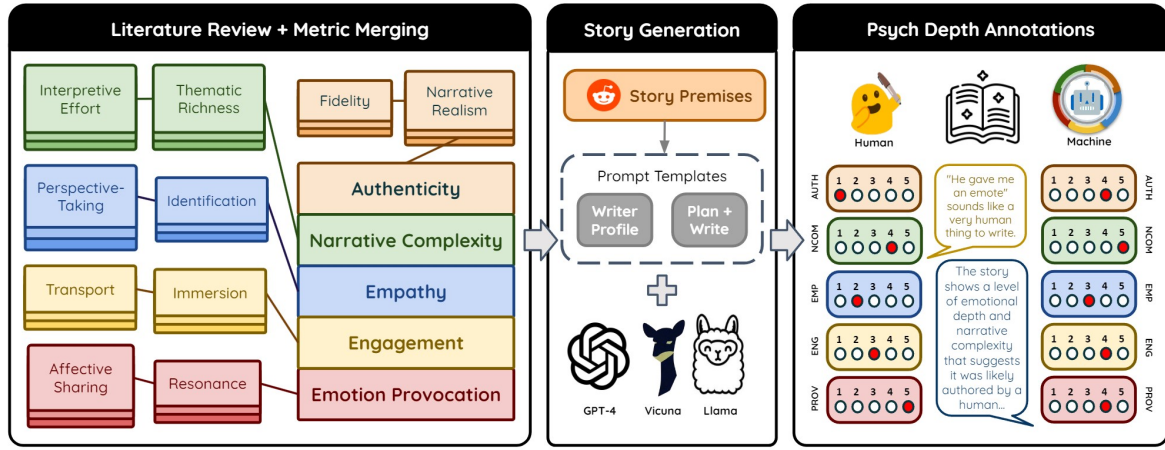 Literature Review + Metric Merging
Interpretive
Effort
Thematic
Richness
Fidelity
Narrative
Realism
Perspective-
Taking
Identification
Transport
Immersion
Affective
Sharing
Resonance
Authenticity
Narrative Complexity
Empathy
Engagement
Emotion Provocation
Story Generation
Story Premises
Prompt Templates
Writer
Profile
Plan +
Write
GPT-4
Vicuna
Llama
Psych Depth Annotations
Human
Machine
AUTH
1 2 3 4 5
NCOM
1 2 3 4 5
EMP
1 2 3 4 5
ENG
1 2 3 4 5
PROV
1 2 3 4 5
"He gave me
an emote"
sounds like a
very human
thing to write.
The story
shows a level
of emotional
depth and
narrative
complexity
that suggests
it was likely
authored by a
human...
1 2 3 4 5
AUTH
1 2 3 4 5
NCOM
1 2 3 4 5
EMP
1 2 3 4 5
ENG
1 2 3 4 5
PROV